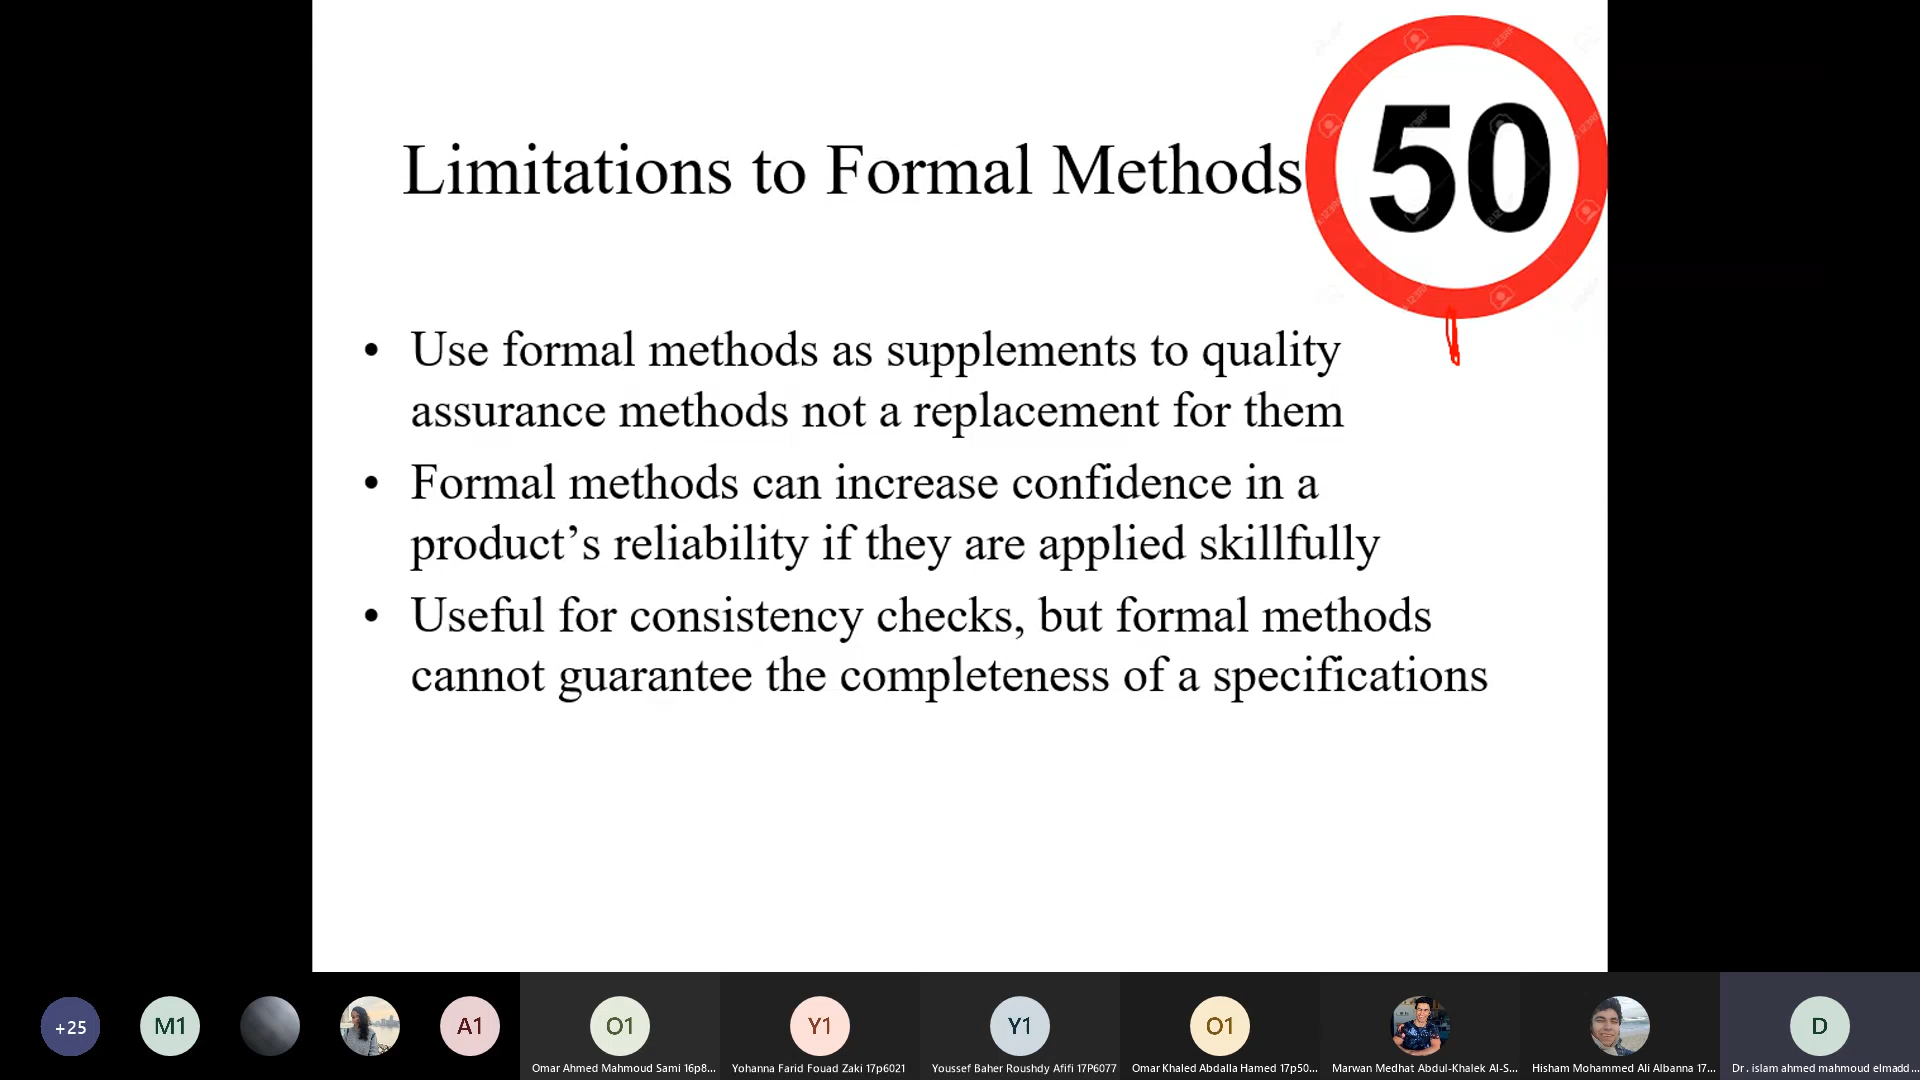 Limitations to Formal Methods
50
• Use formal methods as supplements to quality
assurance methods not a replacement for them
• Formal methods can increase confidence in a
product’s reliability if they are applied skillfully
• Useful for consistency checks, but formal methods
cannot guarantee the completeness of a specifications
+25
M1
A1
O1
Y1
Y1
O1
D
Omar Ahmed Mahmoud Sami 16p8...
Yohanna Farid Fouad Zaki 17p6021
Youssef Baher Roushdy Afifi 17P6077
Omar Khaled Abdalla Hamed 17p50...
Marwan Medhat Abdul-Khalek Al-S...
Hisham Mohammed Ali Albanna 17...
Dr. islam ahmed mahmoud elmadd...